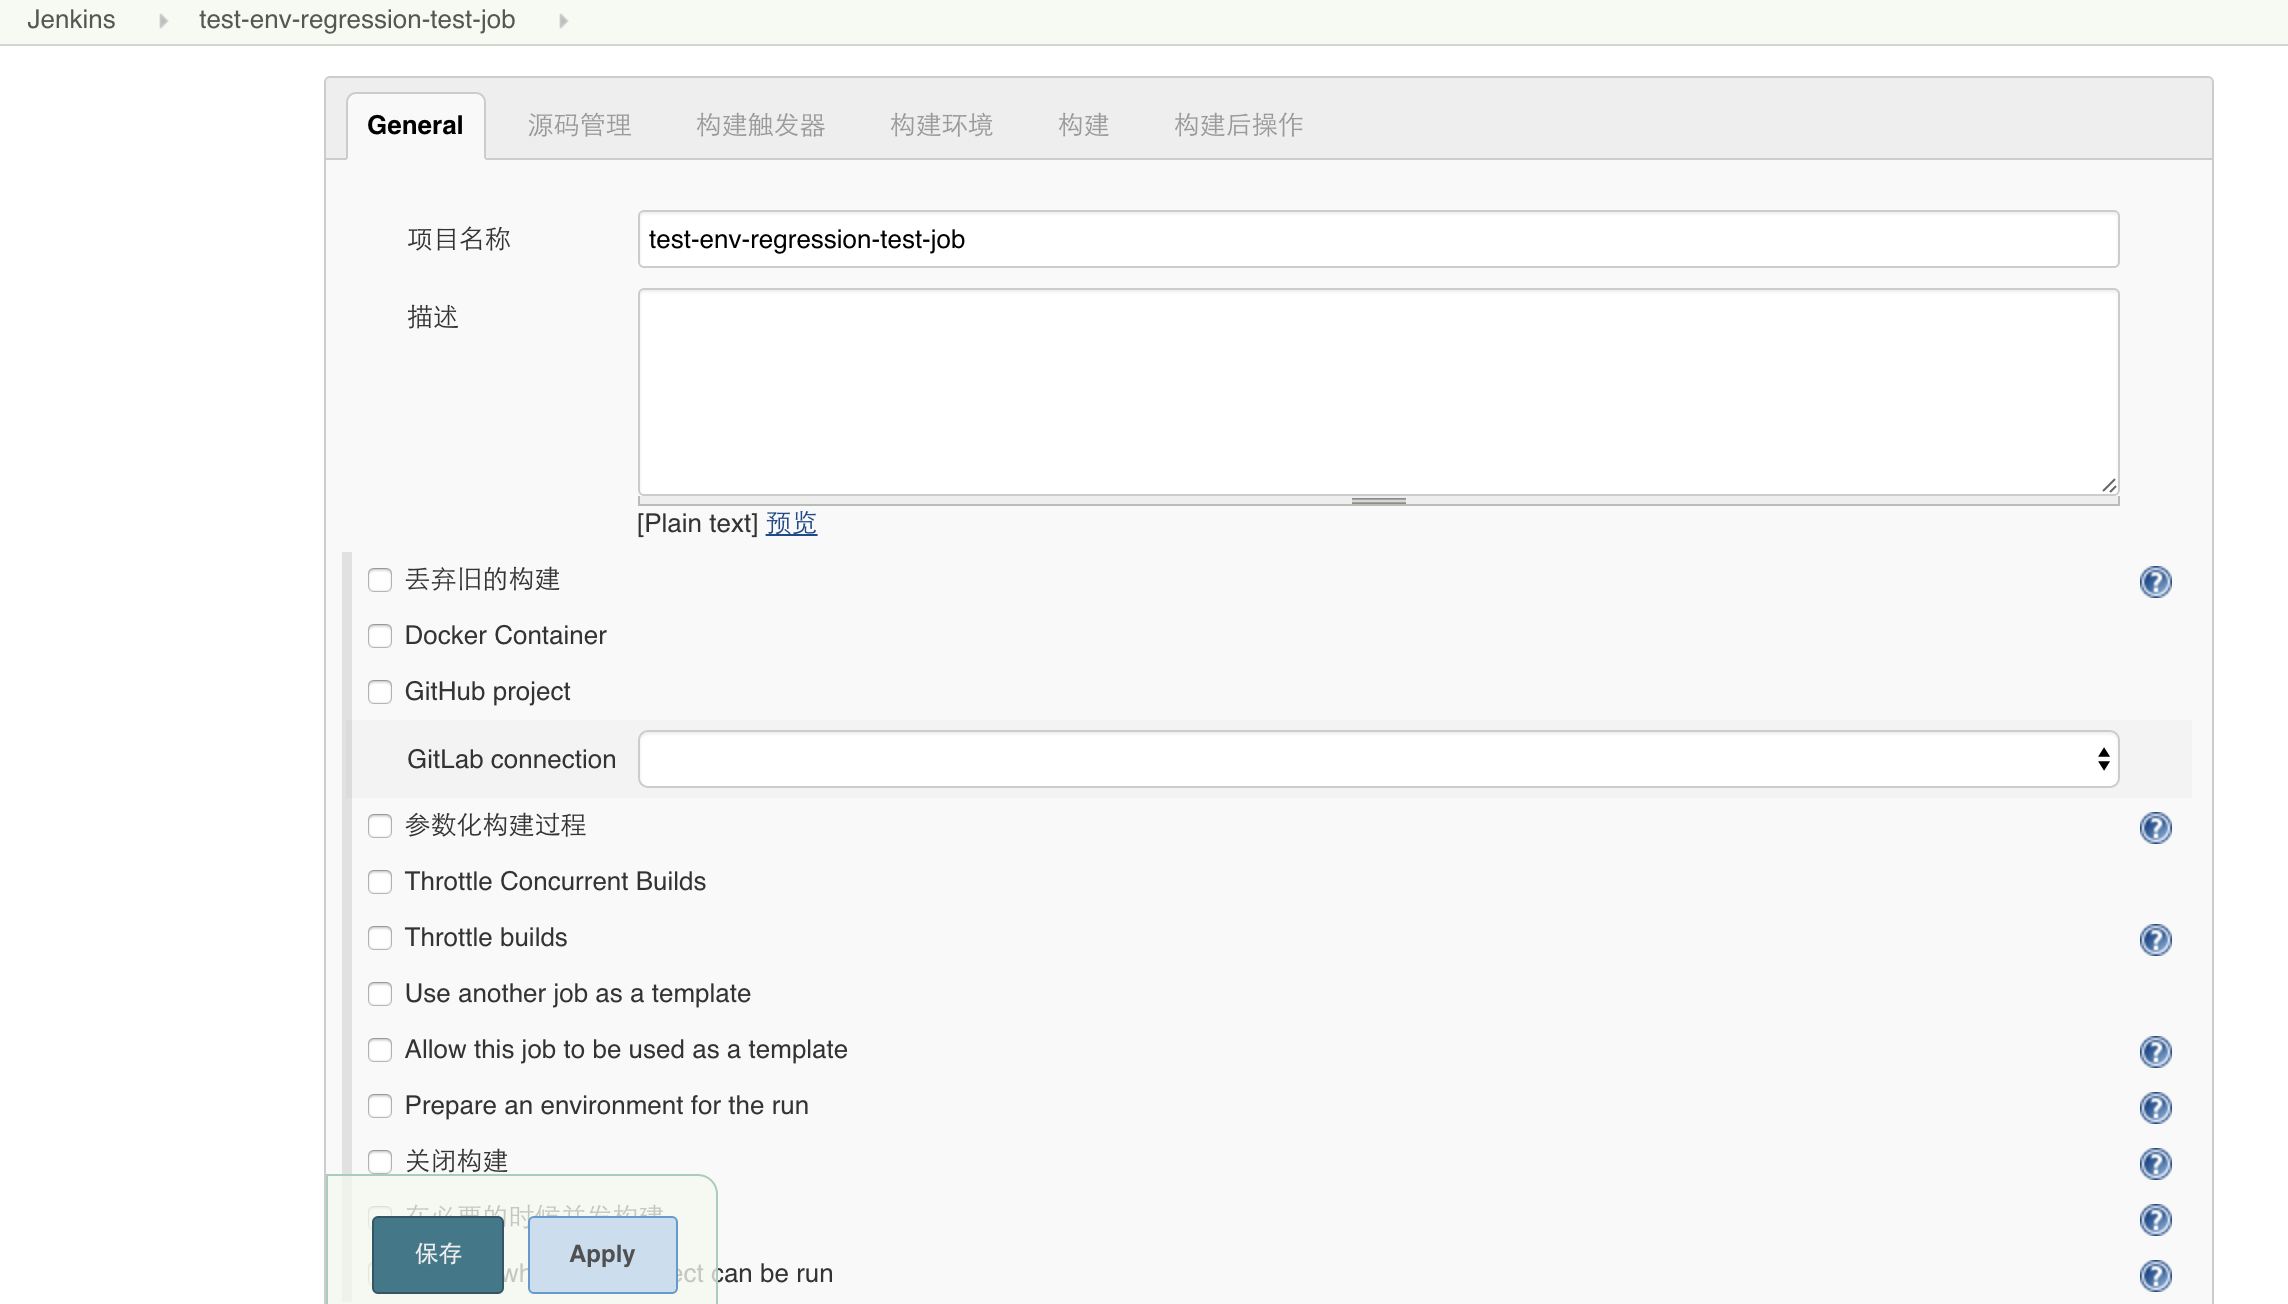 Jenkins test-env-regression-test-job
General 源码管理 构建触发器 构建环境 构建 构建后操作
项目名称 test-env-regression-test-job
描述
[Plain text] 预览
丢弃旧的构建
Docker Container
GitHub project
GitLab connection
参数化构建过程
Throttle Concurrent Builds
Throttle builds
Use another job as a template
Allow this job to be used as a template
Prepare an environment for the run
关闭构建
在必要的时候并发构建
保存 Apply
can be run